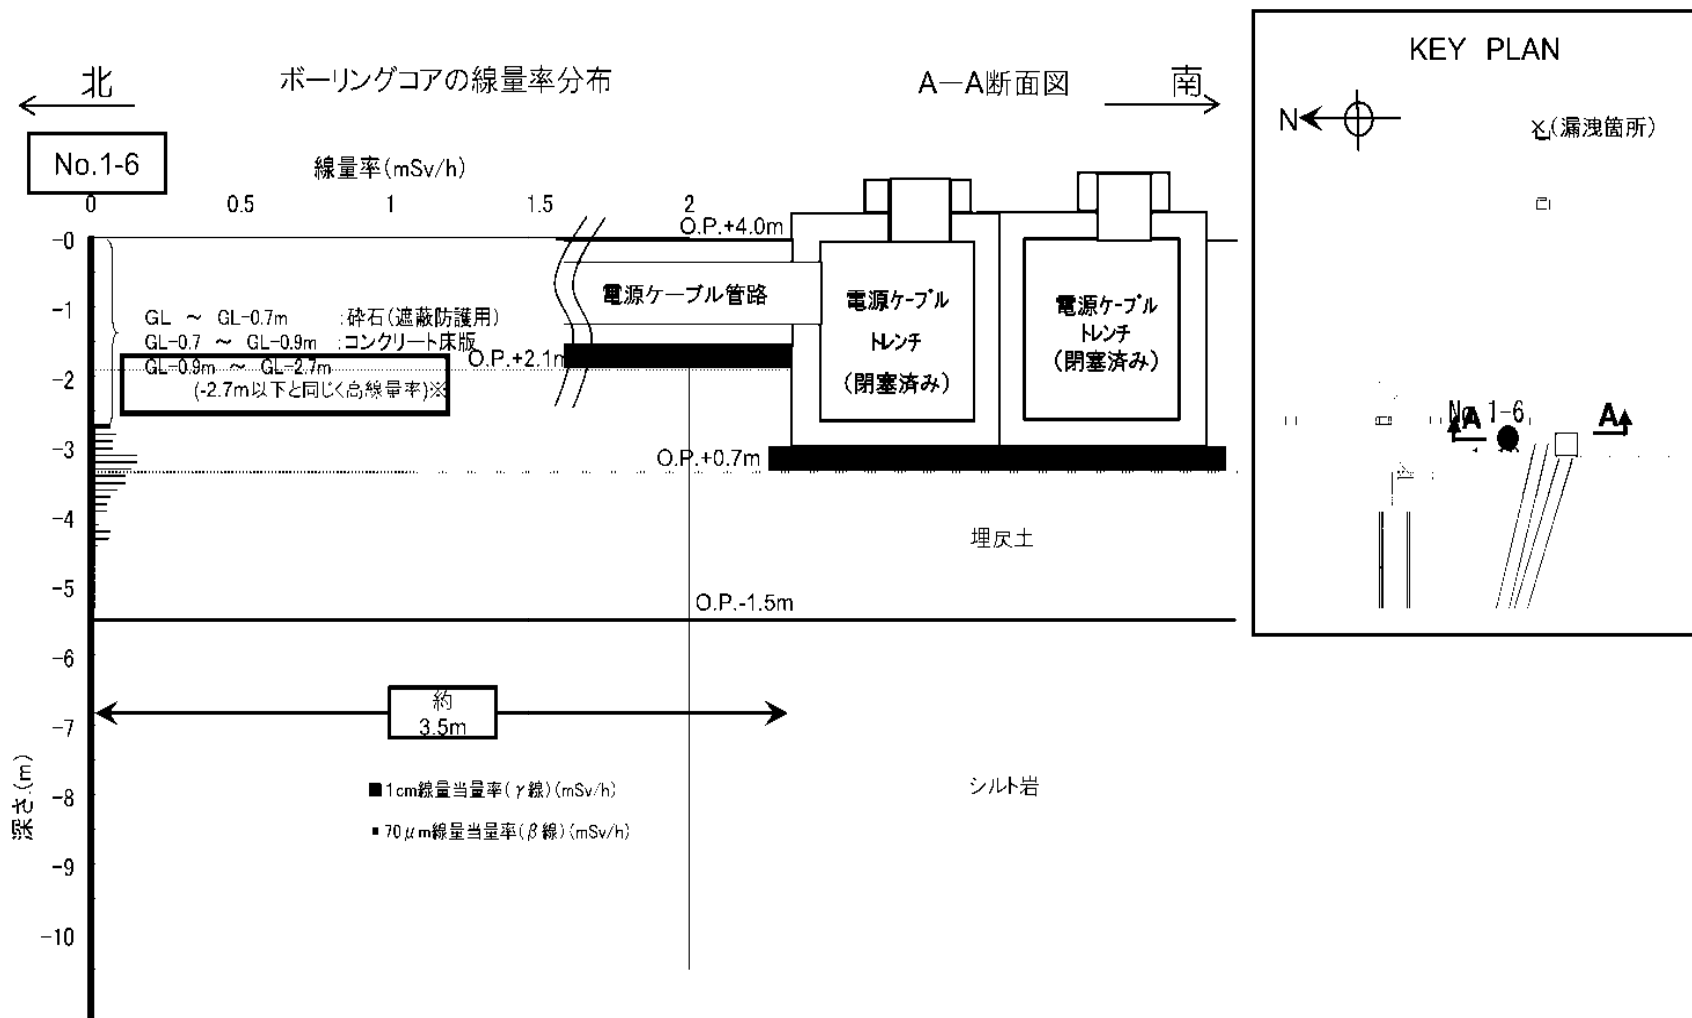 北
ボーリングコアの線量率分布
A－A断面図
南
No.1-6
線量率(mSv/h)
0
0.5
1
1.5
2
O.P.+4.0m
-0
-1
-2
-3
-4
-5
-6
-7
-8
-9
-10
深さ(m)
GL ～ GL-0.7m :砕石(遮蔽防護用)
GL-0.7 ～ GL-0.9m :コンクリート床版
GL-0.9m ～ GL-2.7m
(-2.7m以下と同じく高線量率)※
O.P.+2.1m
電源ケーブル管路
電源ケーブル
トレンチ
(閉塞済み)
電源ケーブル
トレンチ
(閉塞済み)
O.P.+0.7m
埋戻土
O.P.-1.5m
約
3.5m
■1cm線量当量率(γ線)(mSv/h)
▪70μm線量当量率(β線)(mSv/h)
シルト岩
KEY PLAN
N
(漏洩箇所)
No.1-6
A
A